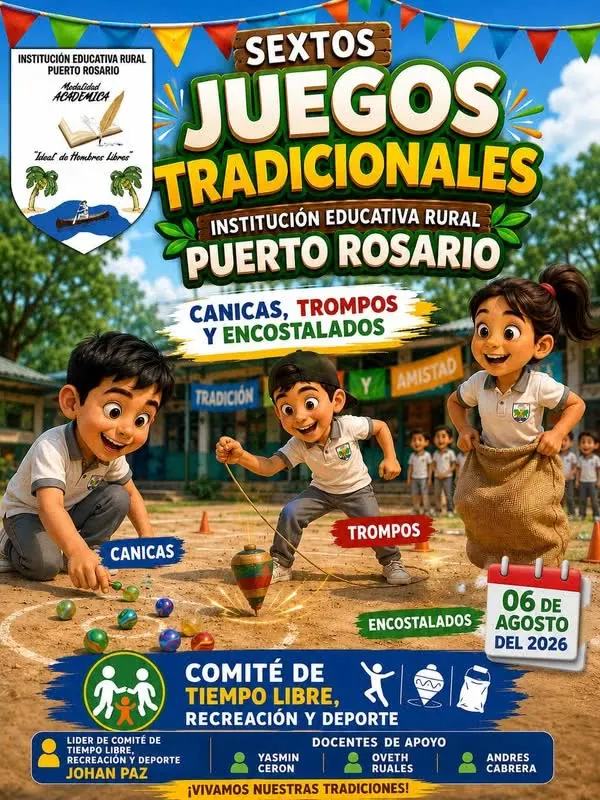 INSTITUCIÓN EDUCATIVA RURAL
PUERTO ROSARIO
Modalidad
ACADEMICA
"Ideal de Hombres Libres"
SEXTOS
JUEGOS
TRADICIONALES
INSTITUCIÓN EDUCATIVA RURAL
PUERTO ROSARIO
CANICAS, TROMPOS
Y ENCOSTALADOS
TRADICIÓN
Y
AMISTAD
CANICAS
TROMPOS
ENCOSTALADOS
06 DE
AGOSTO
DEL 2026
COMITÉ DE
TIEMPO LIBRE,
RECREACIÓN Y DEPORTE
LIDER DE COMITÉ DE
TIEMPO LIBRE,
RECREACIÓN Y DEPORTE
JOHAN PAZ
DOCENTES DE APOYO
YASMIN
CERON
OVETH
RUALES
ANDRES
CABRERA
¡VIVAMOS NUESTRAS TRADICIONES!